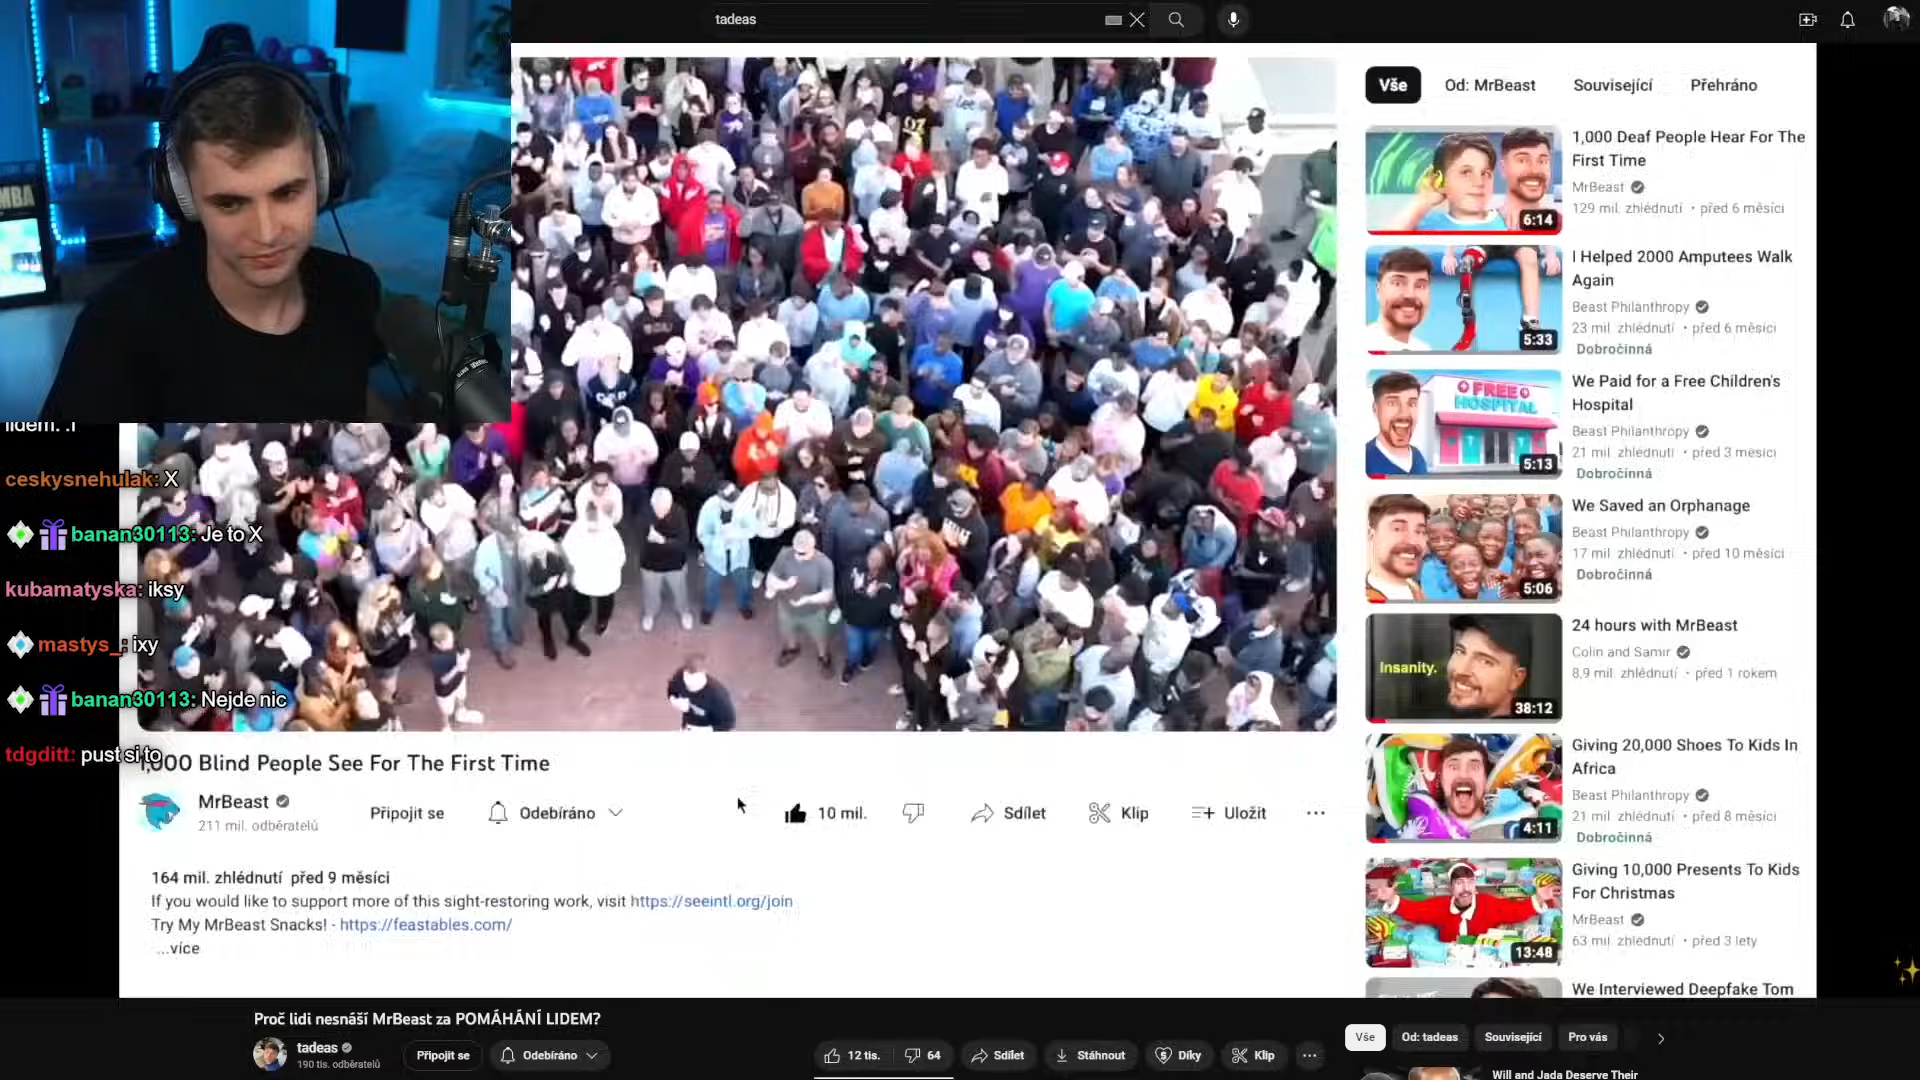 tadeas
Vše
Od: MrBeast
Související
Přehráno
1,000 Deaf People Hear For The
First Time
MrBeast
129 mil. zhlédnutí • před 6 měsíci
6:14
I Helped 2000 Amputees Walk
Again
Beast Philanthropy
23 mil. zhlédnutí • před 6 měsíci
Dobročinná
5:33
FREE
HOSPITAL
We Paid for a Free Children's
Hospital
Beast Philanthropy
21 mil. zhlédnutí • před 3 měsíci
Dobročinná
5:13
We Saved an Orphanage
Beast Philanthropy
17 mil. zhlédnutí • před 10 měsíci
Dobročinná
5:06
Insanity.
24 hours with MrBeast
Colin and Samir
8,9 mil. zhlédnutí • před 1 rokem
38:12
Giving 20,000 Shoes To Kids In
Africa
Beast Philanthropy
21 mil. zhlédnutí • před 8 měsíci
Dobročinná
4:11
Giving 10,000 Presents To Kids
For Christmas
MrBeast
63 mil. zhlédnutí • před 3 lety
13:48
We Interviewed Deepfake Tom
lidem. :f
ceskysnehulak: X
banan30113: Je to X
kubamatyska: iksy
mastys_: ixy
banan30113: Nejde nic
tdgditt: pust si to
1,000 Blind People See For The First Time
MrBeast
211 mil. odběratelů
Připojit se
Odebíráno
10 mil.
Sdílet
Klip
Uložit
164 mil. zhlédnutí před 9 měsíci
If you would like to support more of this sight-restoring work, visit https://seeintl.org/join
Try My MrBeast Snacks! - https://feastables.com/
...více
Proč lidi nesnáší MrBeast za POMÁHÁNÍ LIDEM?
tadeas
190 tis. odběratelů
Připojit se
Odebíráno
12 tis.
64
Sdílet
Stáhnout
Díky
Klip
Vše
Od: tadeas
Související
Pro vás
Will and Jada Deserve Their